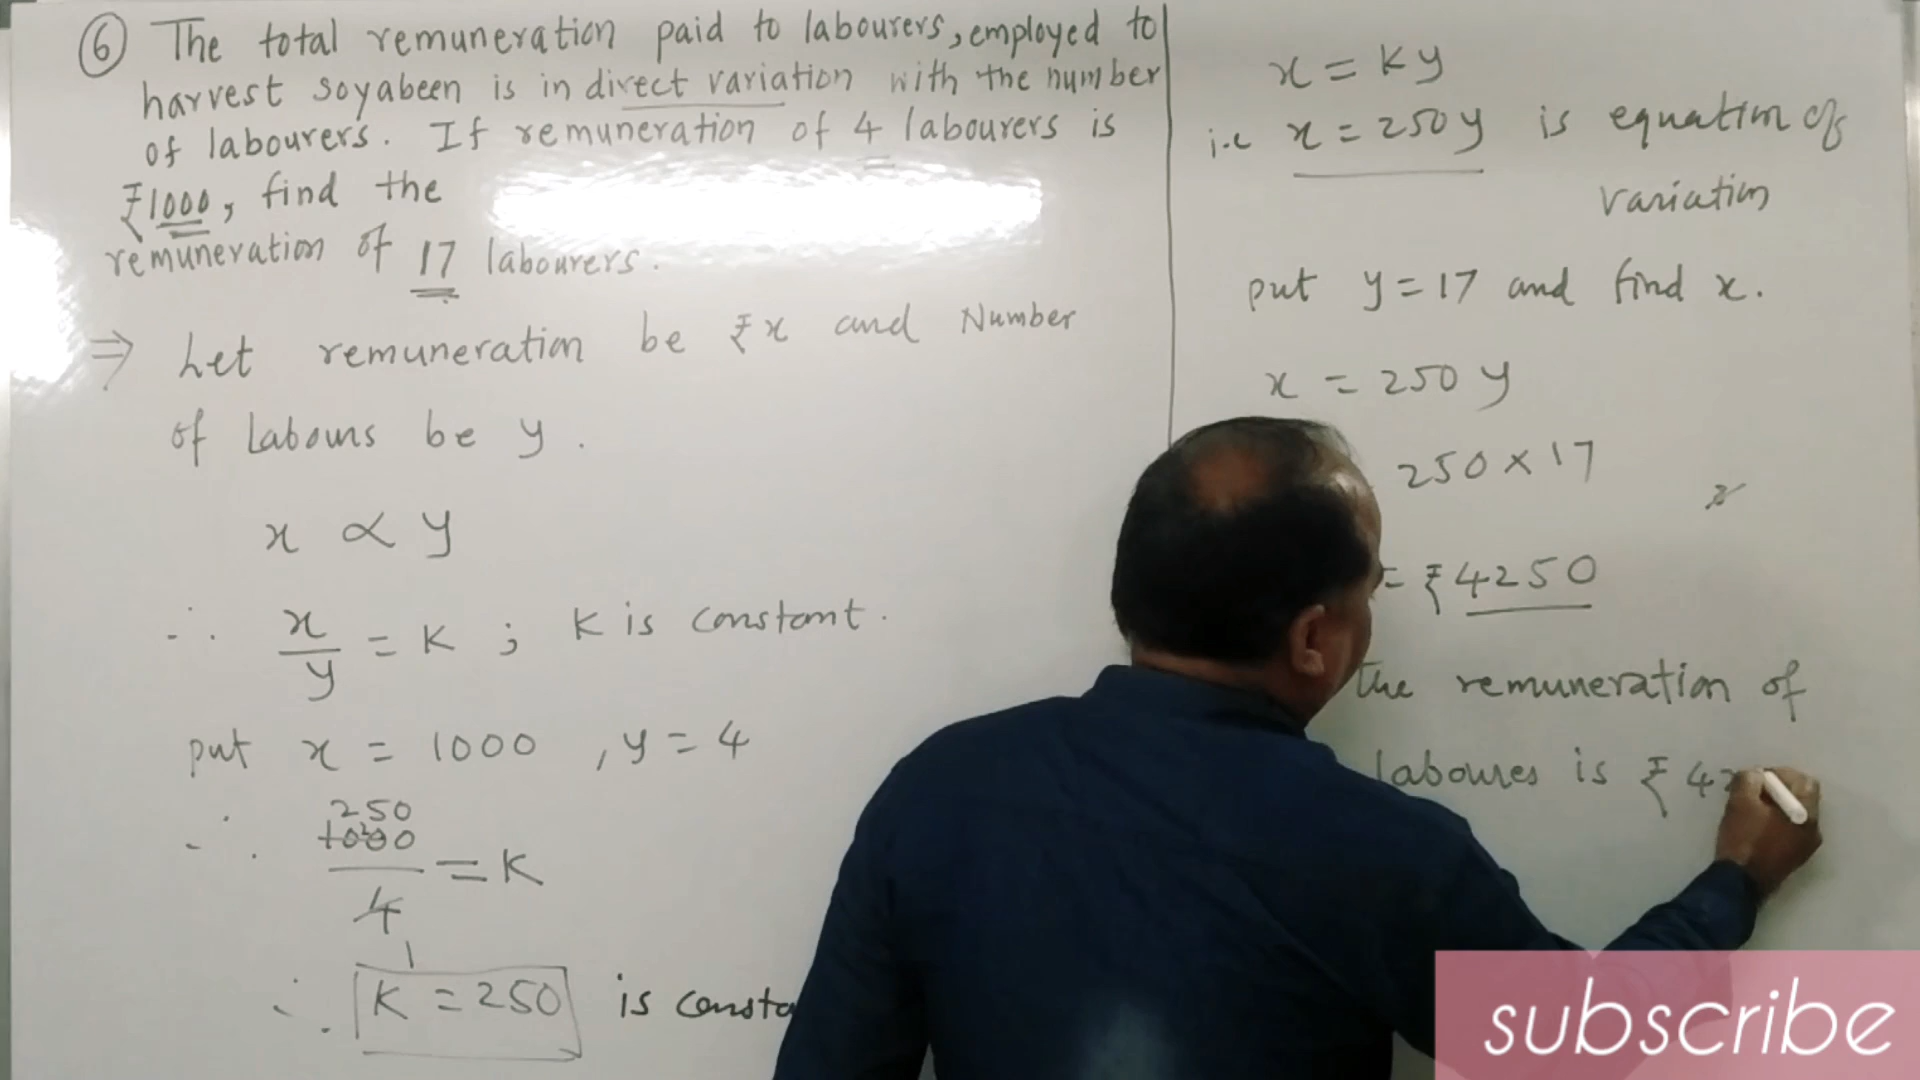 ⑥ The total remuneration paid to labourers, employed to
harvest soyabeen is in direct variation with the number
of labourers. If remuneration of 4 labourers is
₹1000, find the
remuneration of 17 labourers.
⇒ Let remuneration be ₹x and Number
of Labours be y.
x ∝ y
∴ x/y = K ; K is constant.
put x = 1000 , y = 4
250
∴ 1000/4 = K
1
∴ K = 250 is consta
x = Ky
i.e x = 250y is equation of
variation
put y = 17 and find x.
x = 250 y
250 × 17
= ₹4250
The remuneration of
laboures is ₹ 4
subscribe